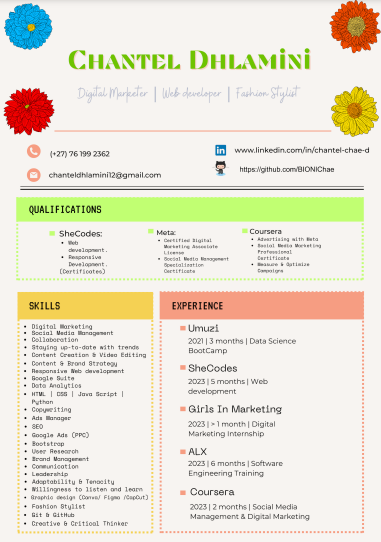 Chantel Dhlamini
Digital Marketer | Web developer | Fashion Stylist
(+27) 76 199 2362
www.linkedin.com/in/chantel-chae-d
chanteldhlamini12@gmail.com
https://github.com/BIONIChae
QUALIFICATIONS
SheCodes:
Web
development.
Responsive
Development.
(Certificates)
Meta:
Certified Digital
Marketing Associate
License
Social Media Management
Specialization
Certificate
Coursera
Advertising with Meta
Social Media Marketing
Professional
Certificate
Measure & Optimize
Campaigns
SKILLS
Digital Marketing
Social Media Management
Collaboration
Staying up-to-date with trends
Content Creation & Video Editing
Content & Brand Strategy
Responsive Web development
Google Suite
Data Analytics
HTML | CSS | Java Script |
Python
Copywriting
Ads Manager
SEO
Google Ads (PPC)
Bootstrap
User Research
Brand Management
Communication
Leadership
Adaptability & Tenacity
Willingness to listen and learn
Graphic design (Canva/ Figma /CapCut)
Fashion Stylist
Git & GitHub
Creative & Critical Thinker
EXPERIENCE
Umuzi
2021 | 3 months | Data Science
BootCamp
SheCodes
2023 | 5 months | Web
development
Girls In Marketing
2023 | > 1 month | Digital
Marketing Internship
ALX
2023 | 6 months | Software
Engineering Training
Coursera
2023 | 2 months | Social Media
Management & Digital Marketing